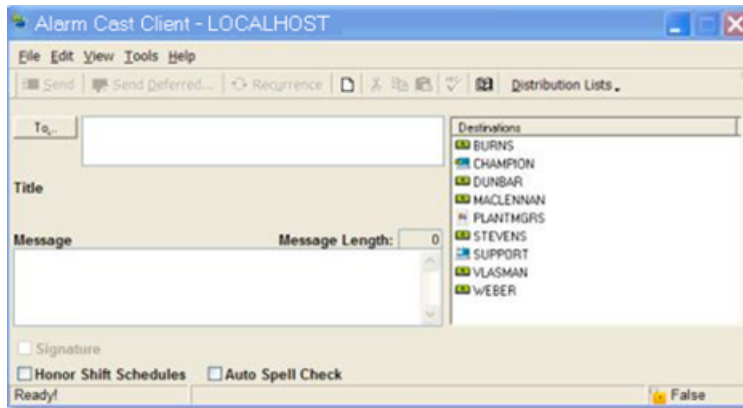 Alarm Cast Client - LOCALHOST
File Edit View Tools Help
Send Send Deferred... Recurrence Distribution Lists
To...
Destinations
BURNS
CHAMPION
DUNBAR
MACLENNAN
PLANTMGRS
STEVENS
SUPPORT
VLASMAN
WEBER
Title
Message Message Length: 0
Signature
Honor Shift Schedules Auto Spell Check
Ready! False